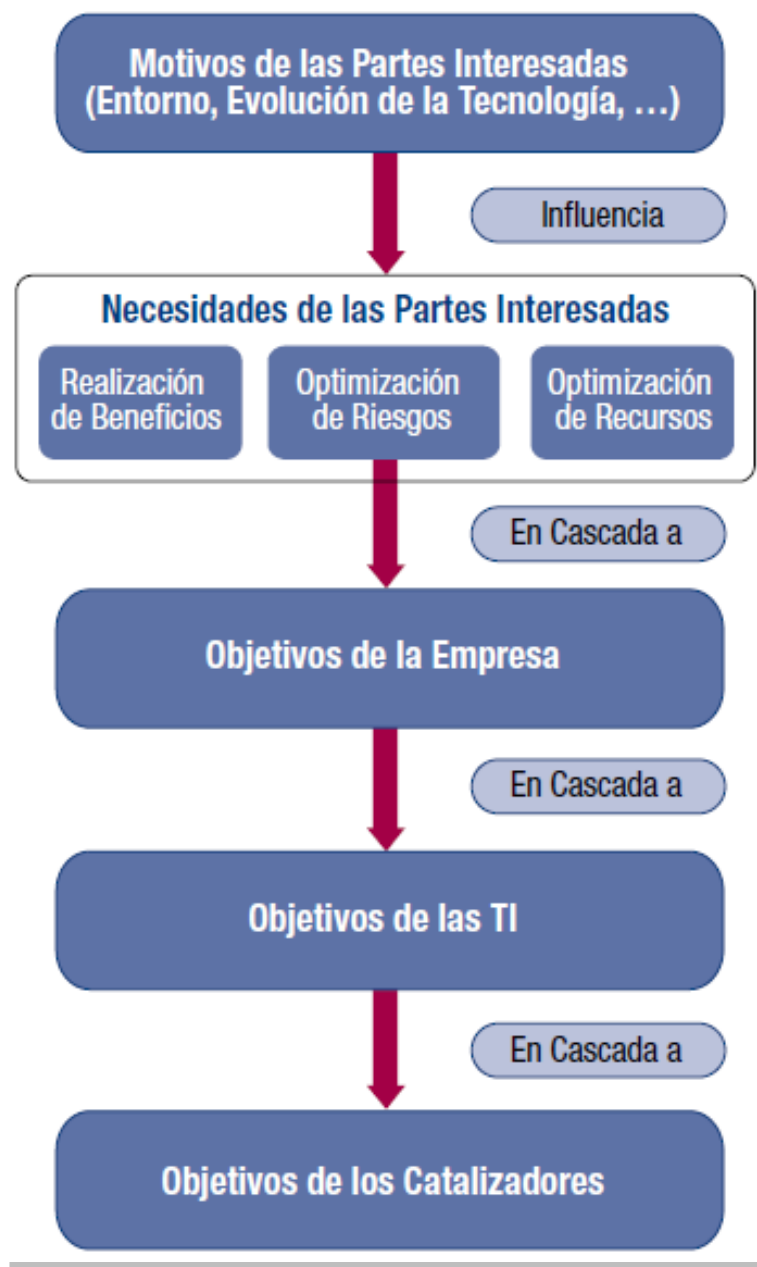 Motivos de las Partes Interesadas
(Entorno, Evolución de la Tecnología, …)
Influencia
Necesidades de las Partes Interesadas
Realización
de Beneficios
Optimización
de Riesgos
Optimización
de Recursos
En Cascada a
Objetivos de la Empresa
En Cascada a
Objetivos de las TI
En Cascada a
Objetivos de los Catalizadores